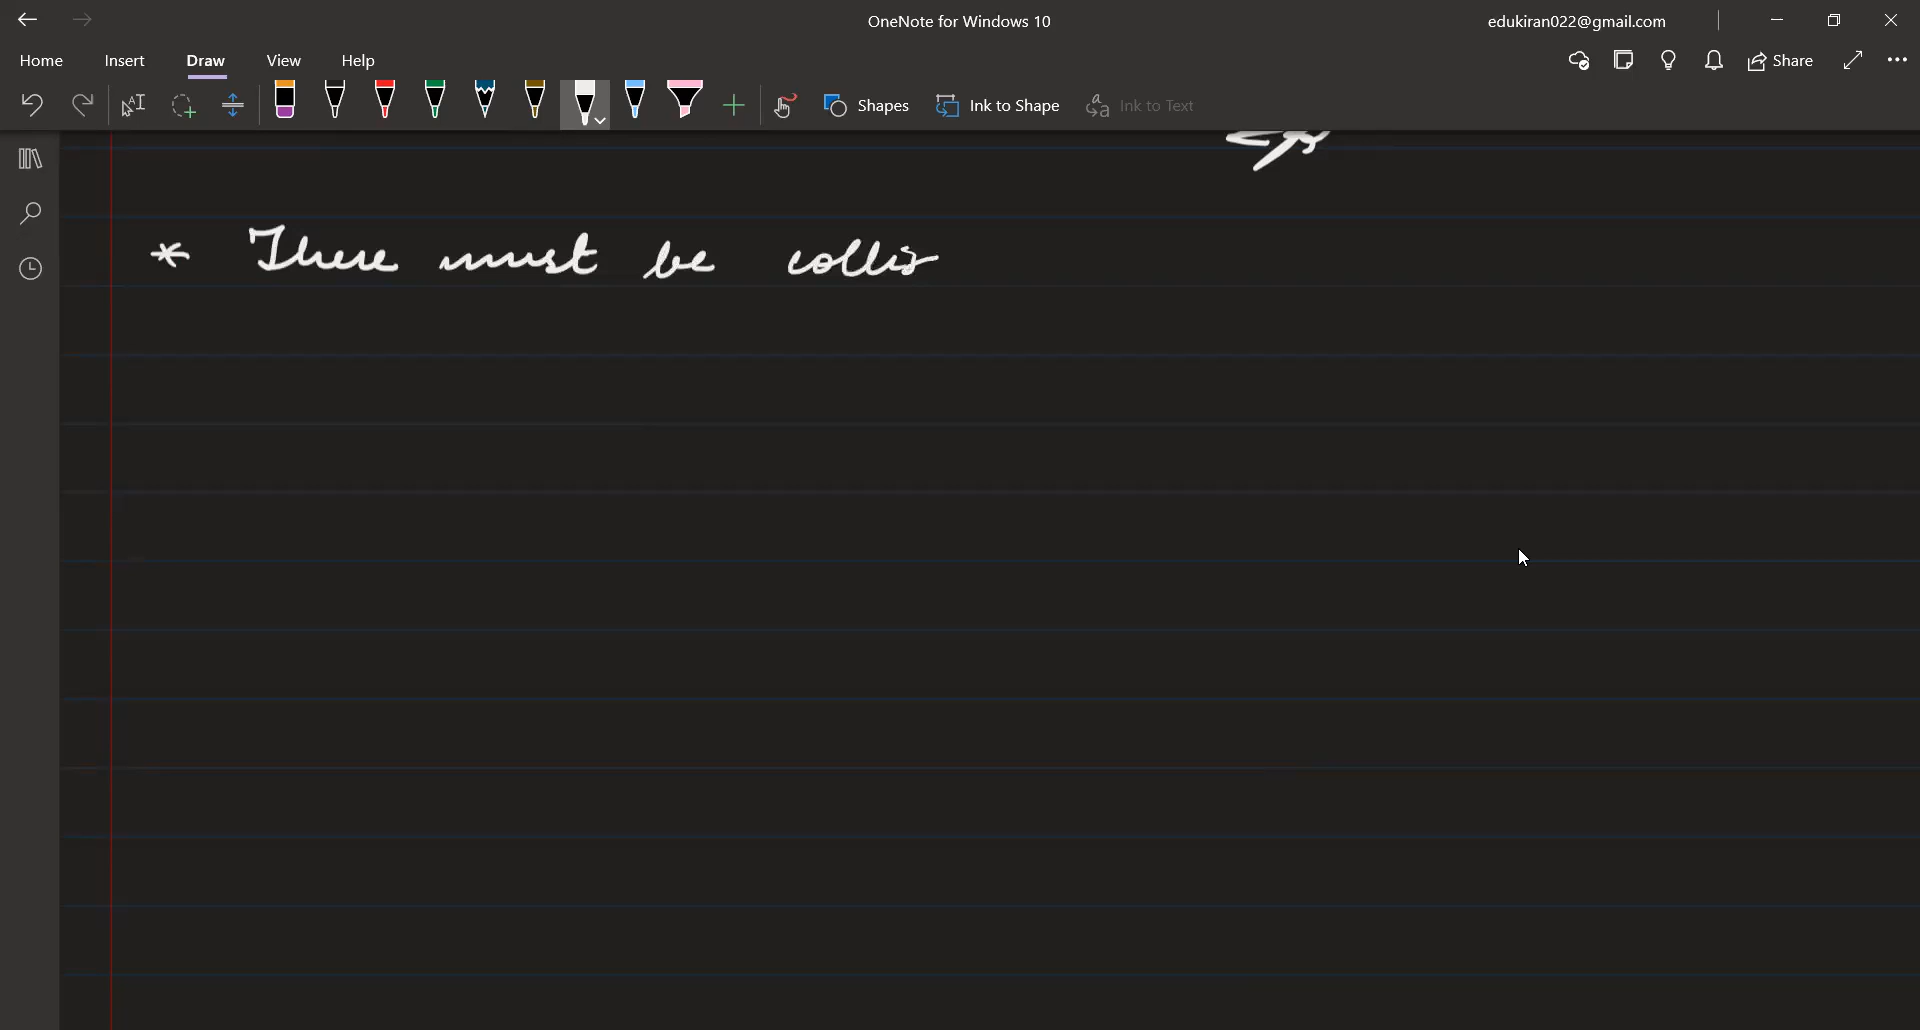 OneNote for Windows 10
edukiran022@gmail.com
Home Insert Draw View Help
Share
Shapes
Ink to Shape
Ink to Text
* There must be collis